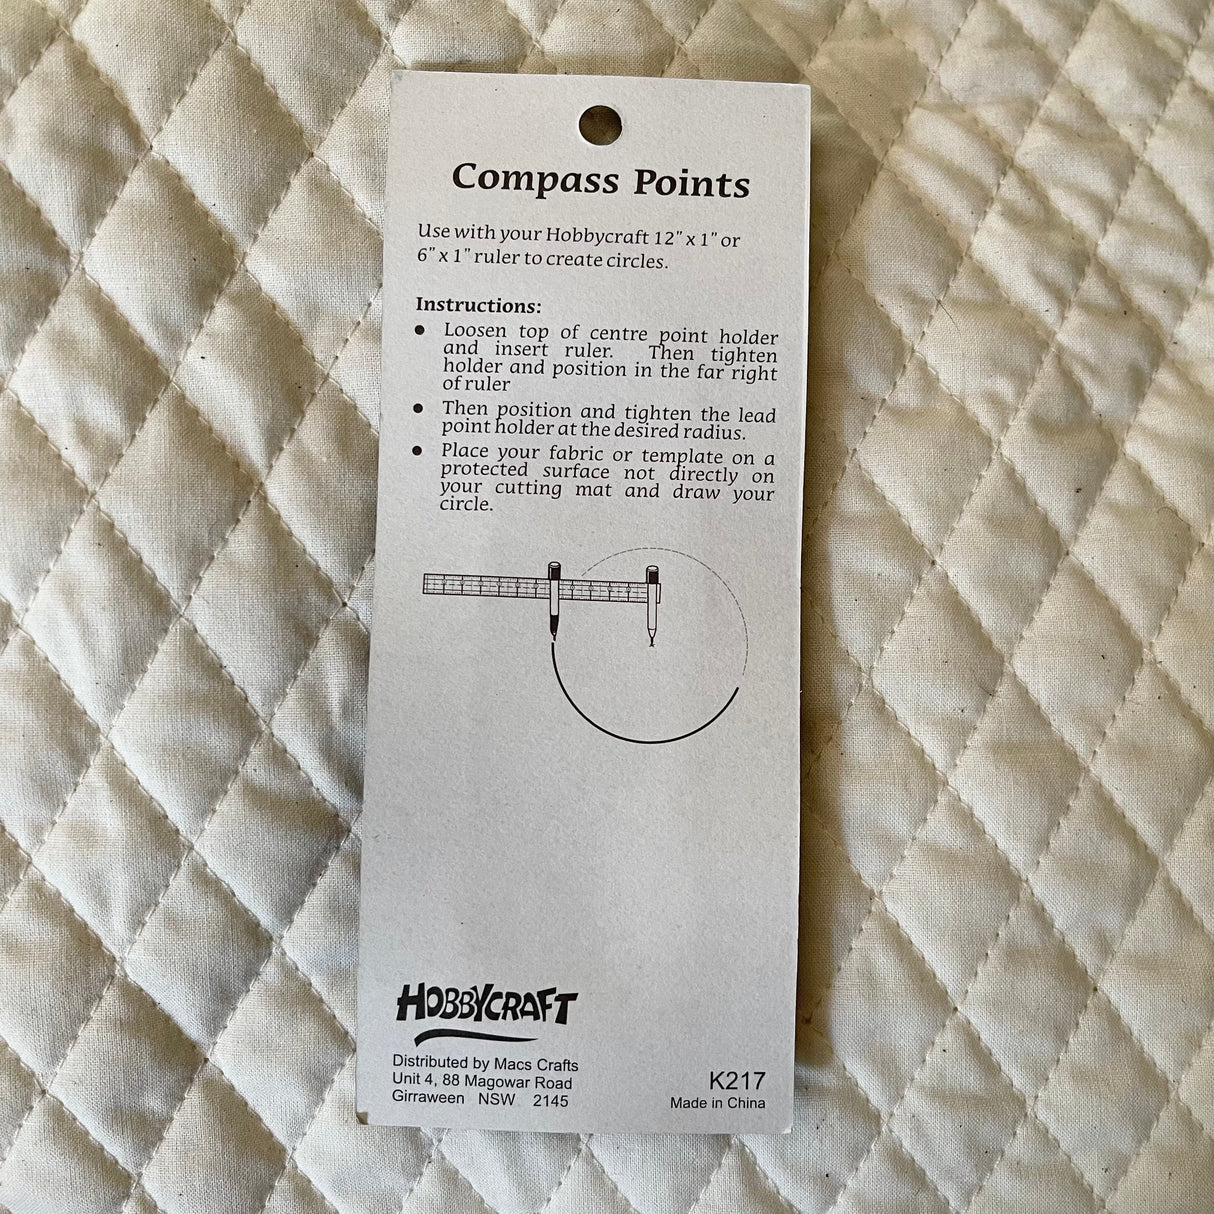 Compass Points
Use with your Hobbycraft 12" x 1" or
6" x 1" ruler to create circles.
Instructions:
● Loosen top of centre point holder
and insert ruler. Then tighten
holder and position in the far right
of ruler
● Then position and tighten the lead
point holder at the desired radius.
● Place your fabric or template on a
protected surface not directly on
your cutting mat and draw your
circle.
HOBBYCRAFT
Distributed by Macs Crafts
Unit 4, 88 Magowar Road
Girraween NSW 2145
K217
Made in China